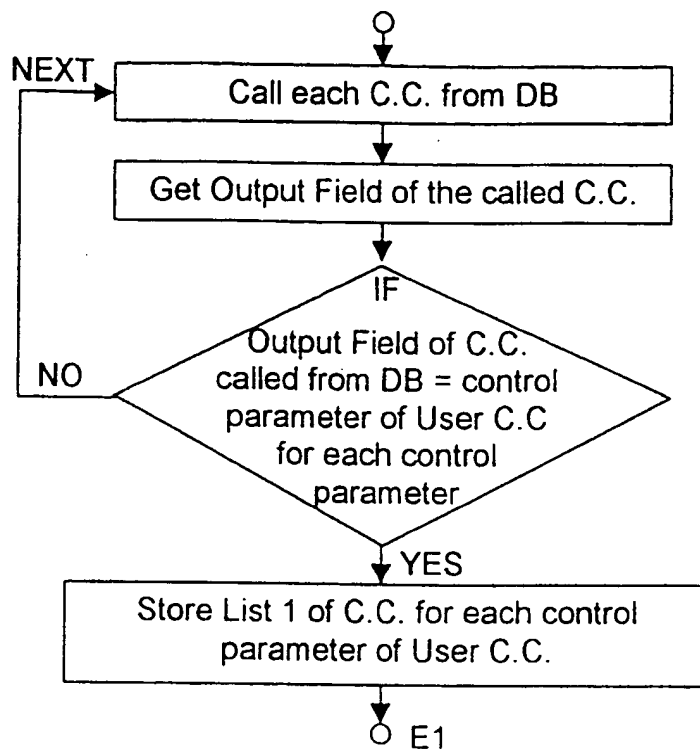 NEXT
Call each C.C. from DB
Get Output Field of the called C.C.
IF
Output Field of C.C.
called from DB = control
parameter of User C.C
for each control
parameter
NO
YES
Store List 1 of C.C. for each control
parameter of User C.C.
E1